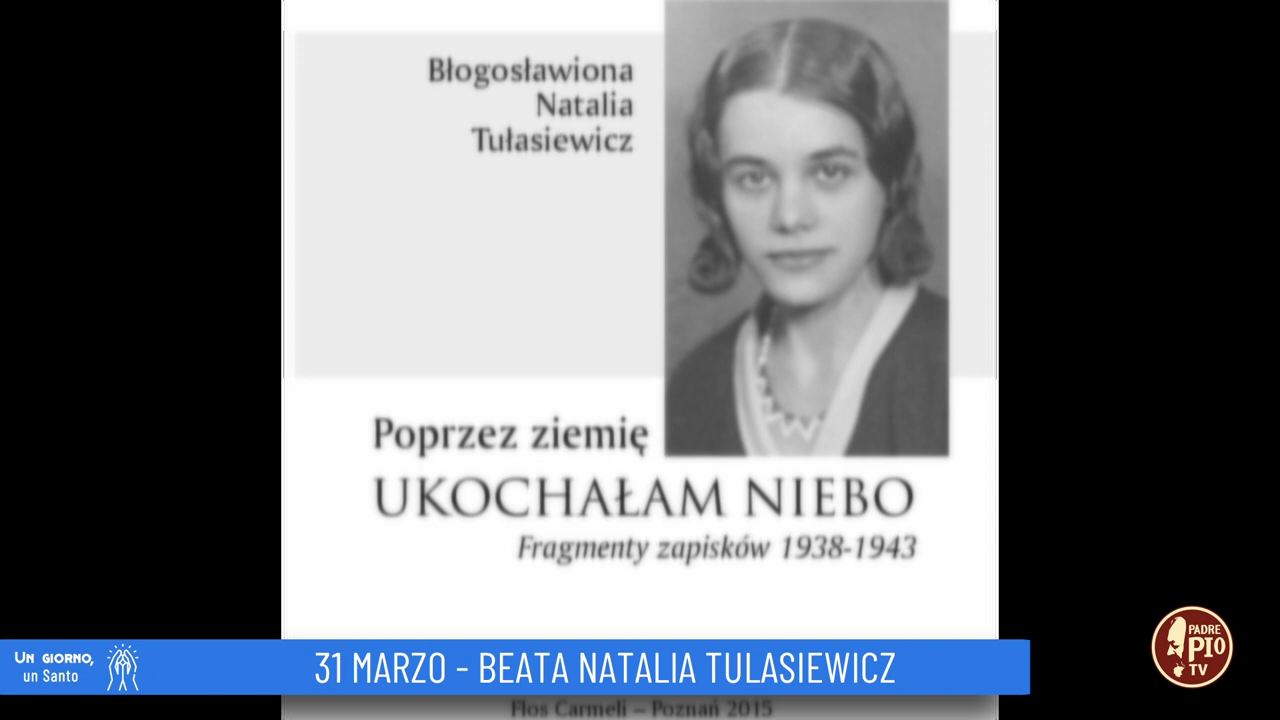 Błogosławiona
Natalia
Tułasiewicz
Poprzez ziemię
UKOCHAŁAM NIEBO
Fragmenty zapisków 1938-1943
UN GIORNO,
un Santo
31 MARZO - BEATA NATALIA TULASIEWICZ
PADRE
PIO
TV
Flos Carmeli – Poznań 2015